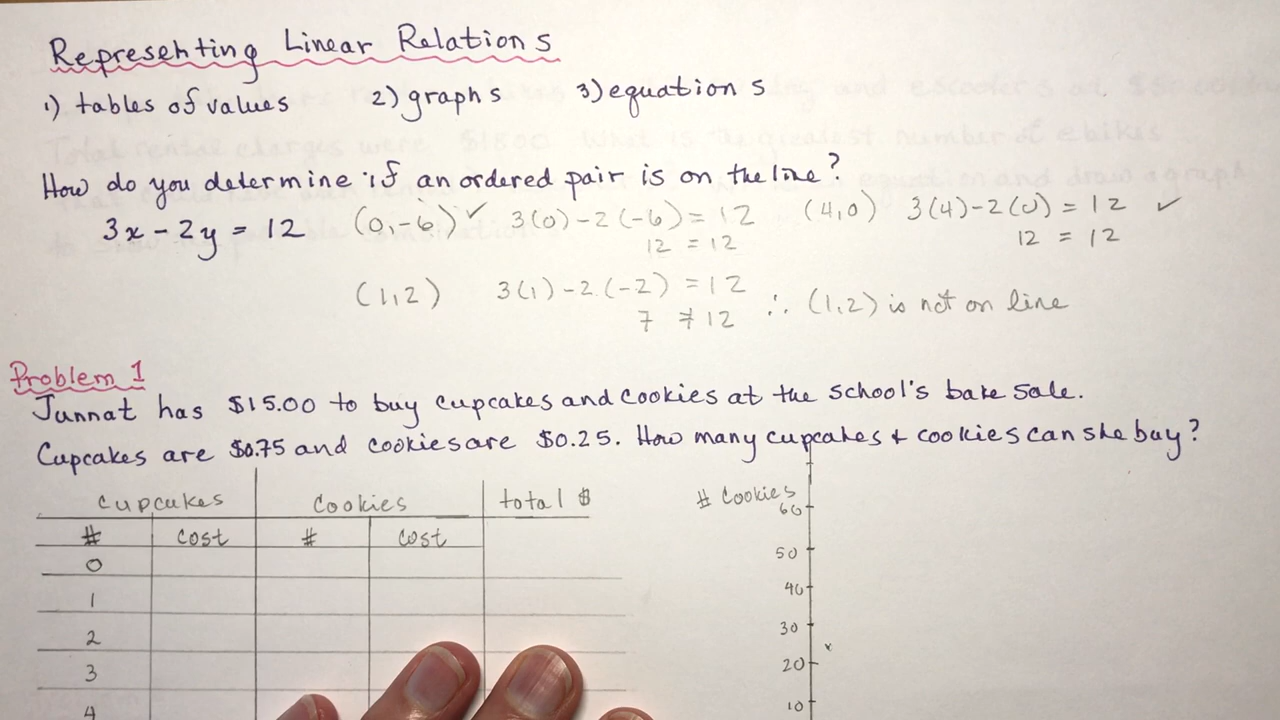 Representing Linear Relations
1) tables of values 2) graphs 3) equations
How do you determine if an ordered pair is on the line?
3x - 2y = 12 (0,-6) ✓ 3(0)-2(-6) = 12 (4,0) 3(4)-2(0) = 12 ✓
12 = 12 12 = 12
(1,2) 3(1)-2(-2) = 12
7 ≠ 12 ∴ (1,2) is not on line
Problem 1
Junnat has $15.00 to buy cupcakes and cookies at the school's bake sale.
Cupcakes are $0.75 and cookies are $0.25. How many cupcakes + cookies can she buy?
cupcakes Cookies total $
# cost # cost
0
1
2
3
4
# Cookies
60
50
40
30
20
10